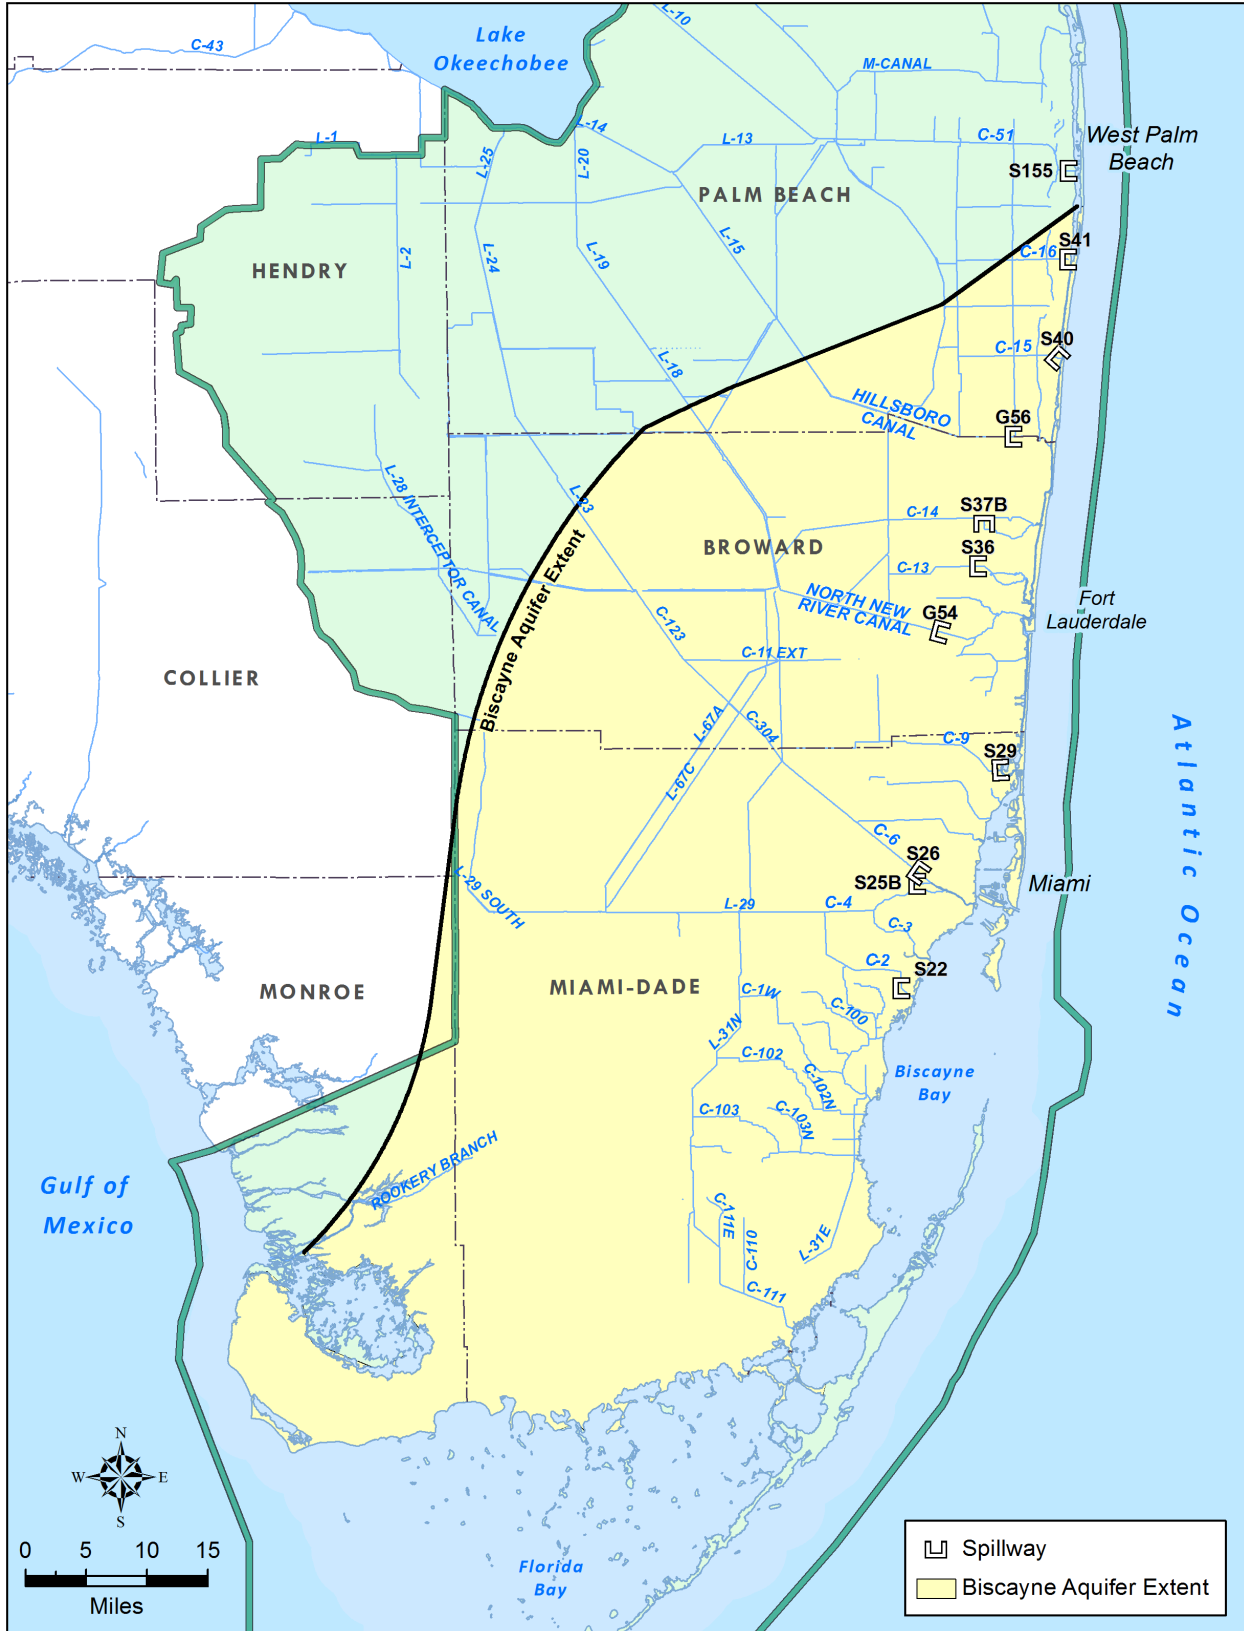 C-43
Lake
Okeechobee
L-10
M-CANAL
L-1
L-14
L-13
C-51
West Palm
Beach
L-25
L-20
S155
PALM BEACH
HENDRY
L-2
L-24
L-19
L-15
S41
C-16
L-18
S40
C-15
HILLSBORO
CANAL
G56
L-28 INTERCEPTOR CANAL
L-23
C-14
S37B
BROWARD
S36
C-13
Biscayne Aquifer Extent
NORTH NEW
RIVER CANAL
G54
Fort
Lauderdale
C-123
C-11 EXT
COLLIER
L-67A
C-304
C-9
S29
L-67C
Atlantic Ocean
C-6
S26
S25B
Miami
L-29 SOUTH
L-29
C-4
C-3
C-2
S22
MONROE
MIAMI-DADE
C-1W
C-100
L-31N
C-102
C-102N
Biscayne
Bay
C-103
C-103N
ROOKERY BRANCH
Gulf of
Mexico
C-111E
C-110
L-31E
C-111
N
W
E
S
0 5 10 15
Miles
Florida
Bay
Spillway
Biscayne Aquifer Extent